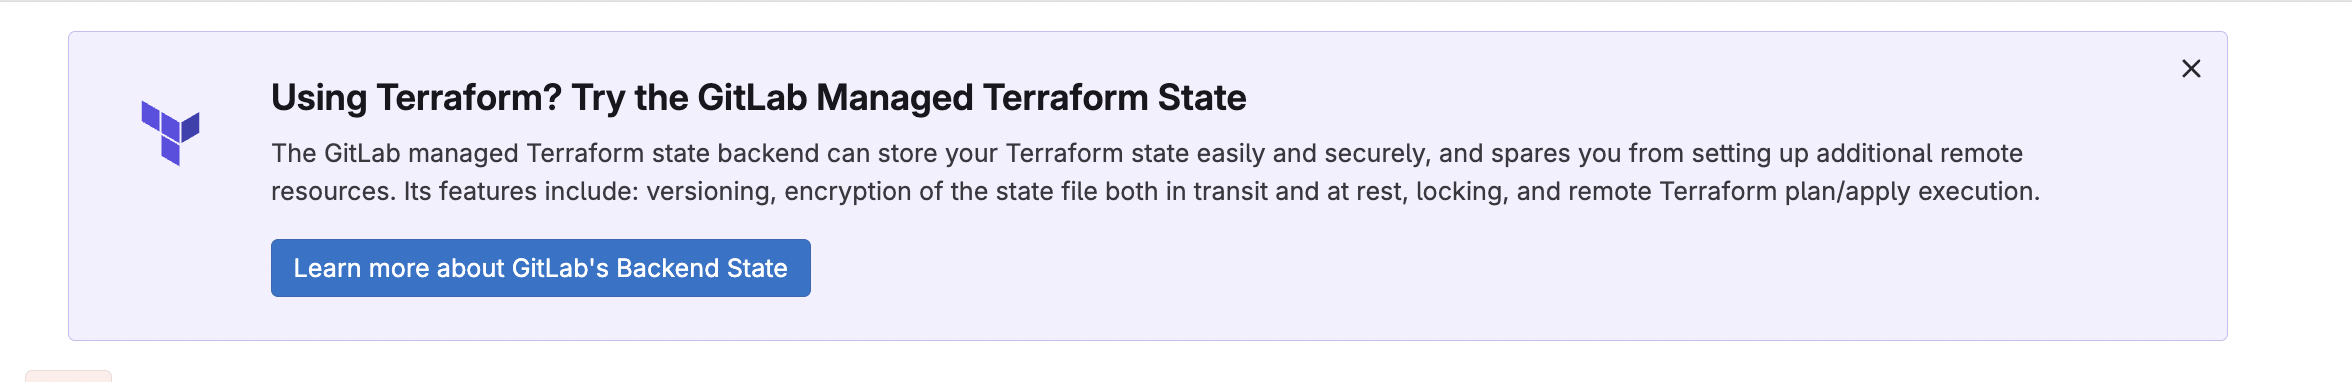 Using Terraform? Try the GitLab Managed Terraform State
The GitLab managed Terraform state backend can store your Terraform state easily and securely, and spares you from setting up additional remote
resources. Its features include: versioning, encryption of the state file both in transit and at rest, locking, and remote Terraform plan/apply execution.
Learn more about GitLab's Backend State